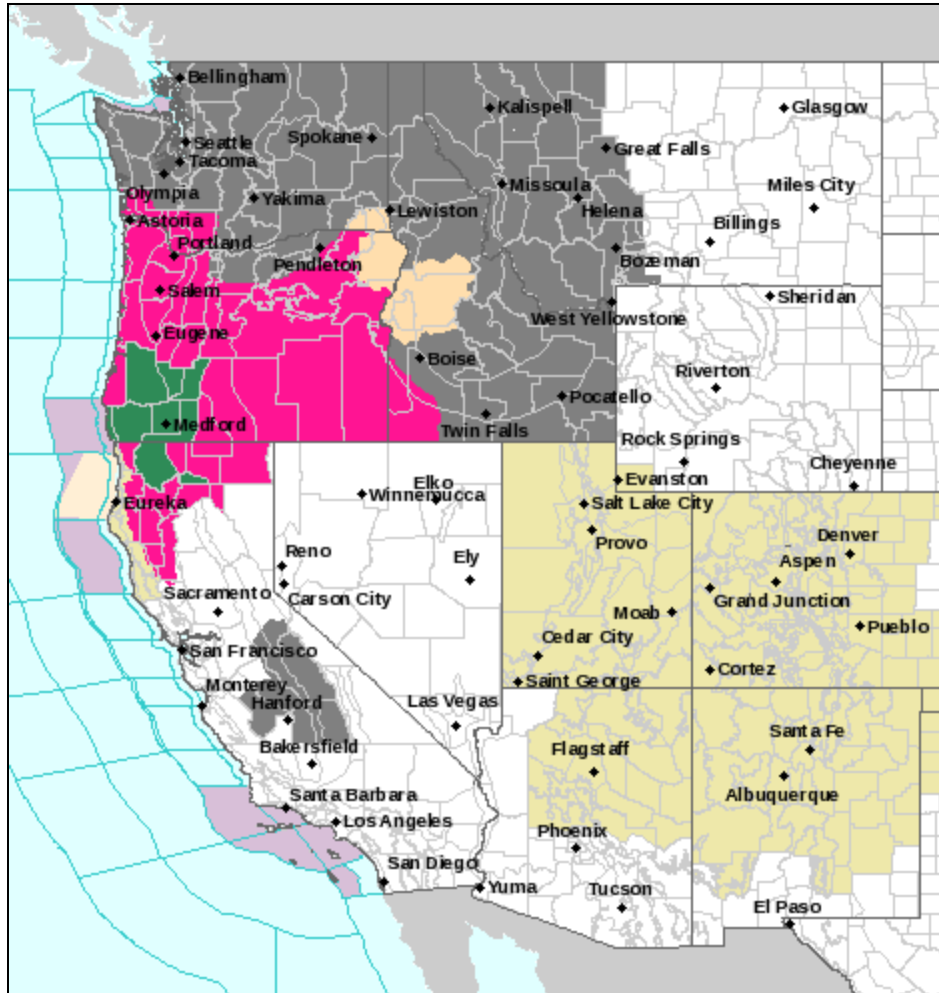 Bellingham
Kalispell
Glasgow
Spokane
Seattle
Great Falls
Tacoma
Missoula
Miles City
Olympia
Yakima
Lewiston
Helena
Astoria
Billings
Portland
Pendleton
Bozeman
Salem
Sheridan
West Yellowstone
Eugene
Boise
Riverton
Pocatello
Medford
Twin Falls
Rock Springs
Cheyenne
Elko
Evanston
Winnemucca
Eureka
Salt Lake City
Denver
Provo
Reno
Ely
Aspen
Sacramento
Carson City
Grand Junction
Moab
Pueblo
Cedar City
San Francisco
Cortez
Saint George
Monterey
Las Vegas
Hanford
Santa Fe
Bakersfield
Flagstaff
Albuquerque
Santa Barbara
Los Angeles
Phoenix
San Diego
Yuma
Tucson
El Paso